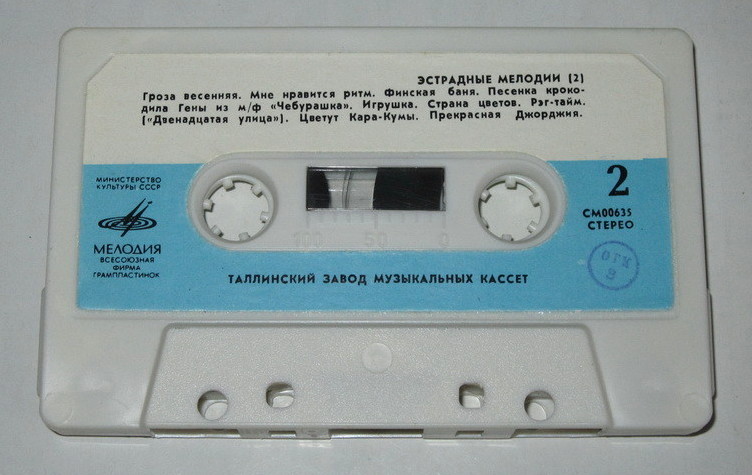 ЭСТРАДНЫЕ МЕЛОДИИ (2)
Гроза весенняя. Мне нравится ритм. Финская баня. Песенка кроко-
дила Гены из м/ф «Чебурашка». Игрушка. Страна цветов. Рэг-тайм.
(«Двенадцатая улица»). Цветут Кара-Кумы. Прекрасная Джорджия.
МИНИСТЕРСТВО
КУЛЬТУРЫ СССР
МЕЛОДИЯ
ВСЕСОЮЗНАЯ
ФИРМА
ГРАМПЛАСТИНОК
100 50 0
2
СМ00635
СТЕРЕО
ОТК
ТАЛЛИНСКИЙ ЗАВОД МУЗЫКАЛЬНЫХ КАССЕТ